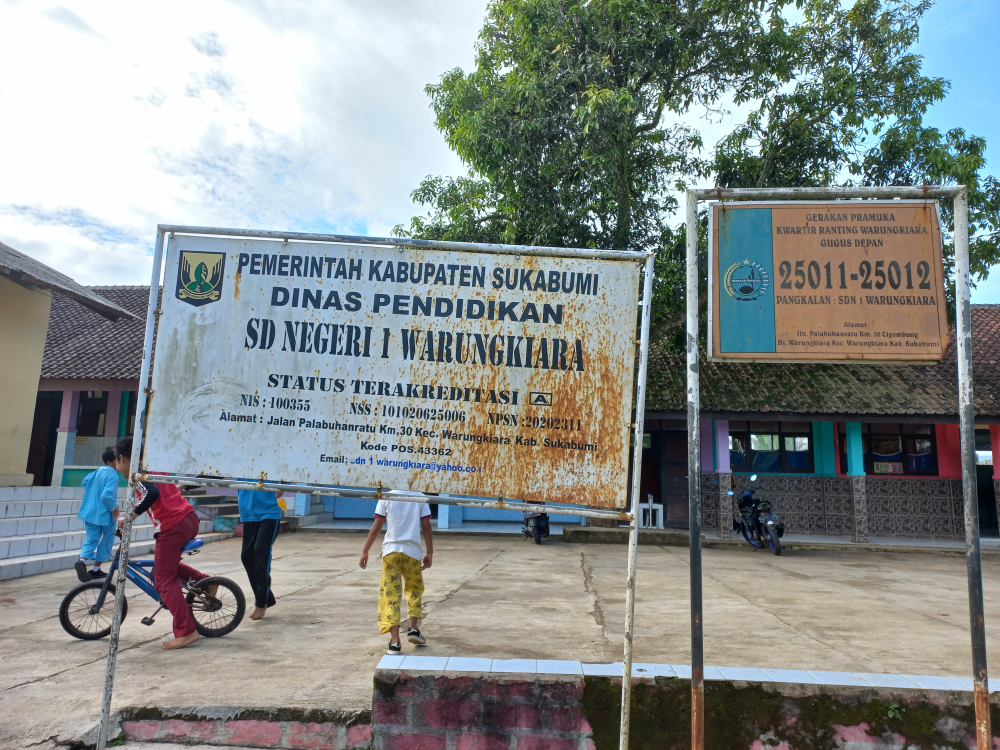 PEMERINTAH KABUPATEN SUKABUMI
DINAS PENDIDIKAN
SD NEGERI 1 WARUNGKIARA
STATUS TERAKREDITASI A
NIS : 100355 NSS : 101020625006 NPSN :20202311
Alamat : Jalan Palabuhanratu Km,30 Kec. Warungkiara Kab. Sukabumi
Kode POS.43362
Email; 1 warungkiara@yahoo.co
GERAKAN PRAMUKA
KWARTIR RANTING WARUNGKIARA
GUGUS DEPAN
25011-25012
PANGKALAN : SDN 1 WARUNGKIARA
Alamat :
Jln. Palabuhanratu Km. 30 Cigombong
Ds. Warungkiara Kec. Warungkiara Kab. Sukabumi